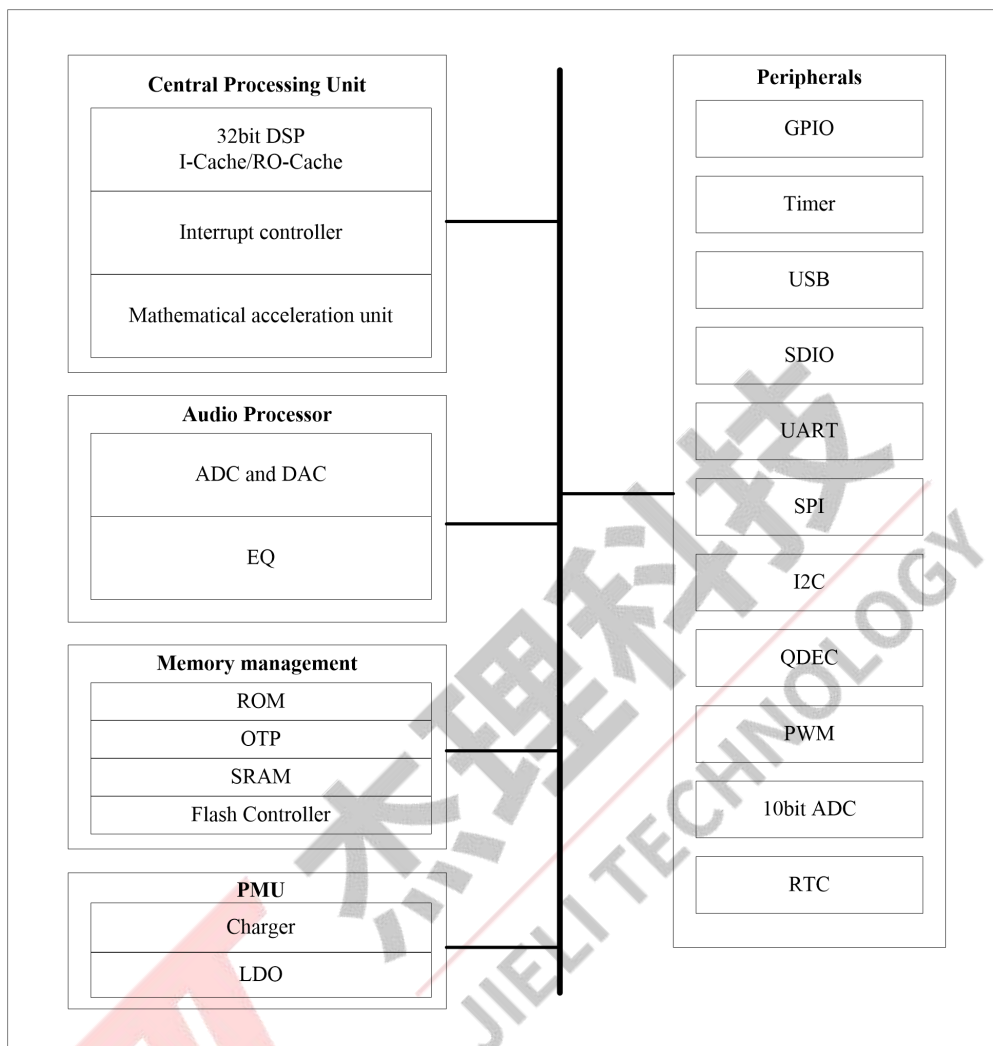 Central Processing Unit
32bit DSP
I-Cache/RO-Cache
Interrupt controller
Mathematical acceleration unit
Audio Processor
ADC and DAC
EQ
Memory management
ROM
OTP
SRAM
Flash Controller
PMU
Charger
LDO
Peripherals
GPIO
Timer
USB
SDIO
UART
SPI
I2C
QDEC
PWM
10bit ADC
RTC
杰理科技
JIELI TECHNOLOGY